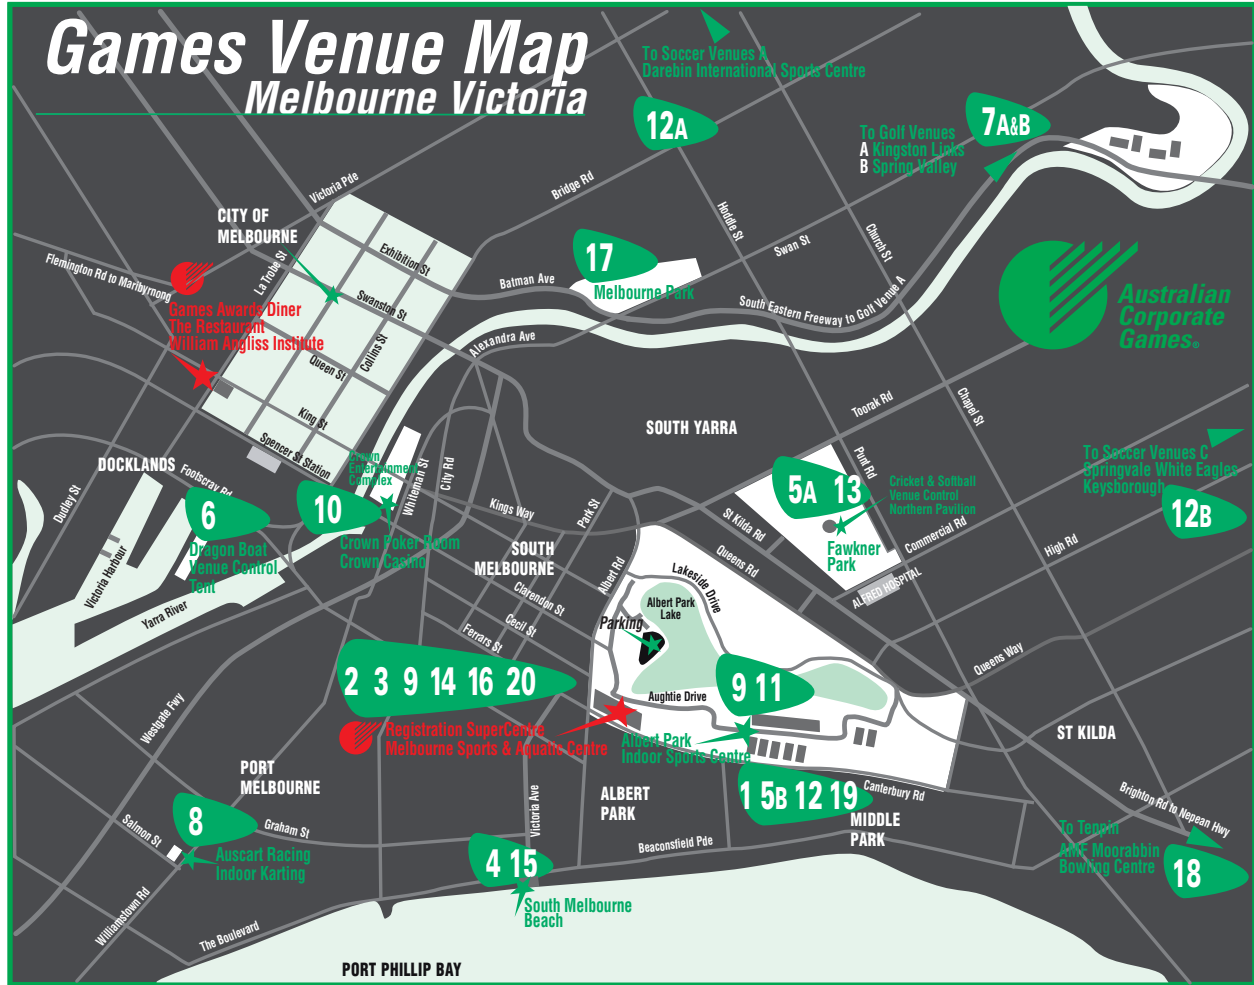 Games Venue Map
Melbourne Victoria
To Soccer Venues A
Darebin International Sports Centre
12A
7A&B
To Golf Venues
A Kingston Links
B Spring Valley
Victoria Pde
Bridge Rd
Hoddle St
Church St
Swan St
CITY OF
MELBOURNE
La Trobe St
Exhibition St
Swanston St
Collins St
Queen St
King St
Spencer St Station
Flemington Rd to Maribyrnong
Games Awards Diner
The Restaurant
William Angliss Institute
Batman Ave
17
Melbourne Park
South Eastern Freeway to Golf Venue A
Alexandra Ave
Australian
Corporate
Games®
Toorak Rd
Chapel St
SOUTH YARRA
Punt Rd
To Soccer Venues C
Springvale White Eagles
Keysborough
12B
DOCKLANDS
Footscray Rd
Dudley St
Crown
Entertainment
Complex
Whiteman St
City Rd
Kings Way
Park St
St Kilda Rd
5A 13
Cricket & Softball
Venue Control
Northern Pavilion
Fawkner
Park
Commercial Rd
High Rd
ALFRED HOSPITAL
6
Dragon Boat
Venue Control
Tent
10
Crown Poker Room
Crown Casino
SOUTH
MELBOURNE
Victoria Harbour
Yarra River
Clarendon St
Cecil St
Ferrars St
Albert Rd
Queens Rd
Lakeside Drive
Albert Park
Lake
Parking
Aughtie Drive
Queens Way
2 3 9 14 16 20
9 11
Registration SuperCentre
Melbourne Sports & Aquatic Centre
Albert Park
Indoor Sports Centre
ST KILDA
Westgate Fwy
PORT
MELBOURNE
ALBERT
PARK
1 5B 12 19
Canterbury Rd
MIDDLE
PARK
Brighton Rd to Nepean Hwy
Victoria Ave
Salmon St
8
Graham St
Auscart Racing
Indoor Karting
Beaconsfield Pde
To Tenpin
AMF Moorabbin
Bowling Centre
18
4 15
South Melbourne
Beach
Williamstown Rd
The Boulevard
PORT PHILLIP BAY